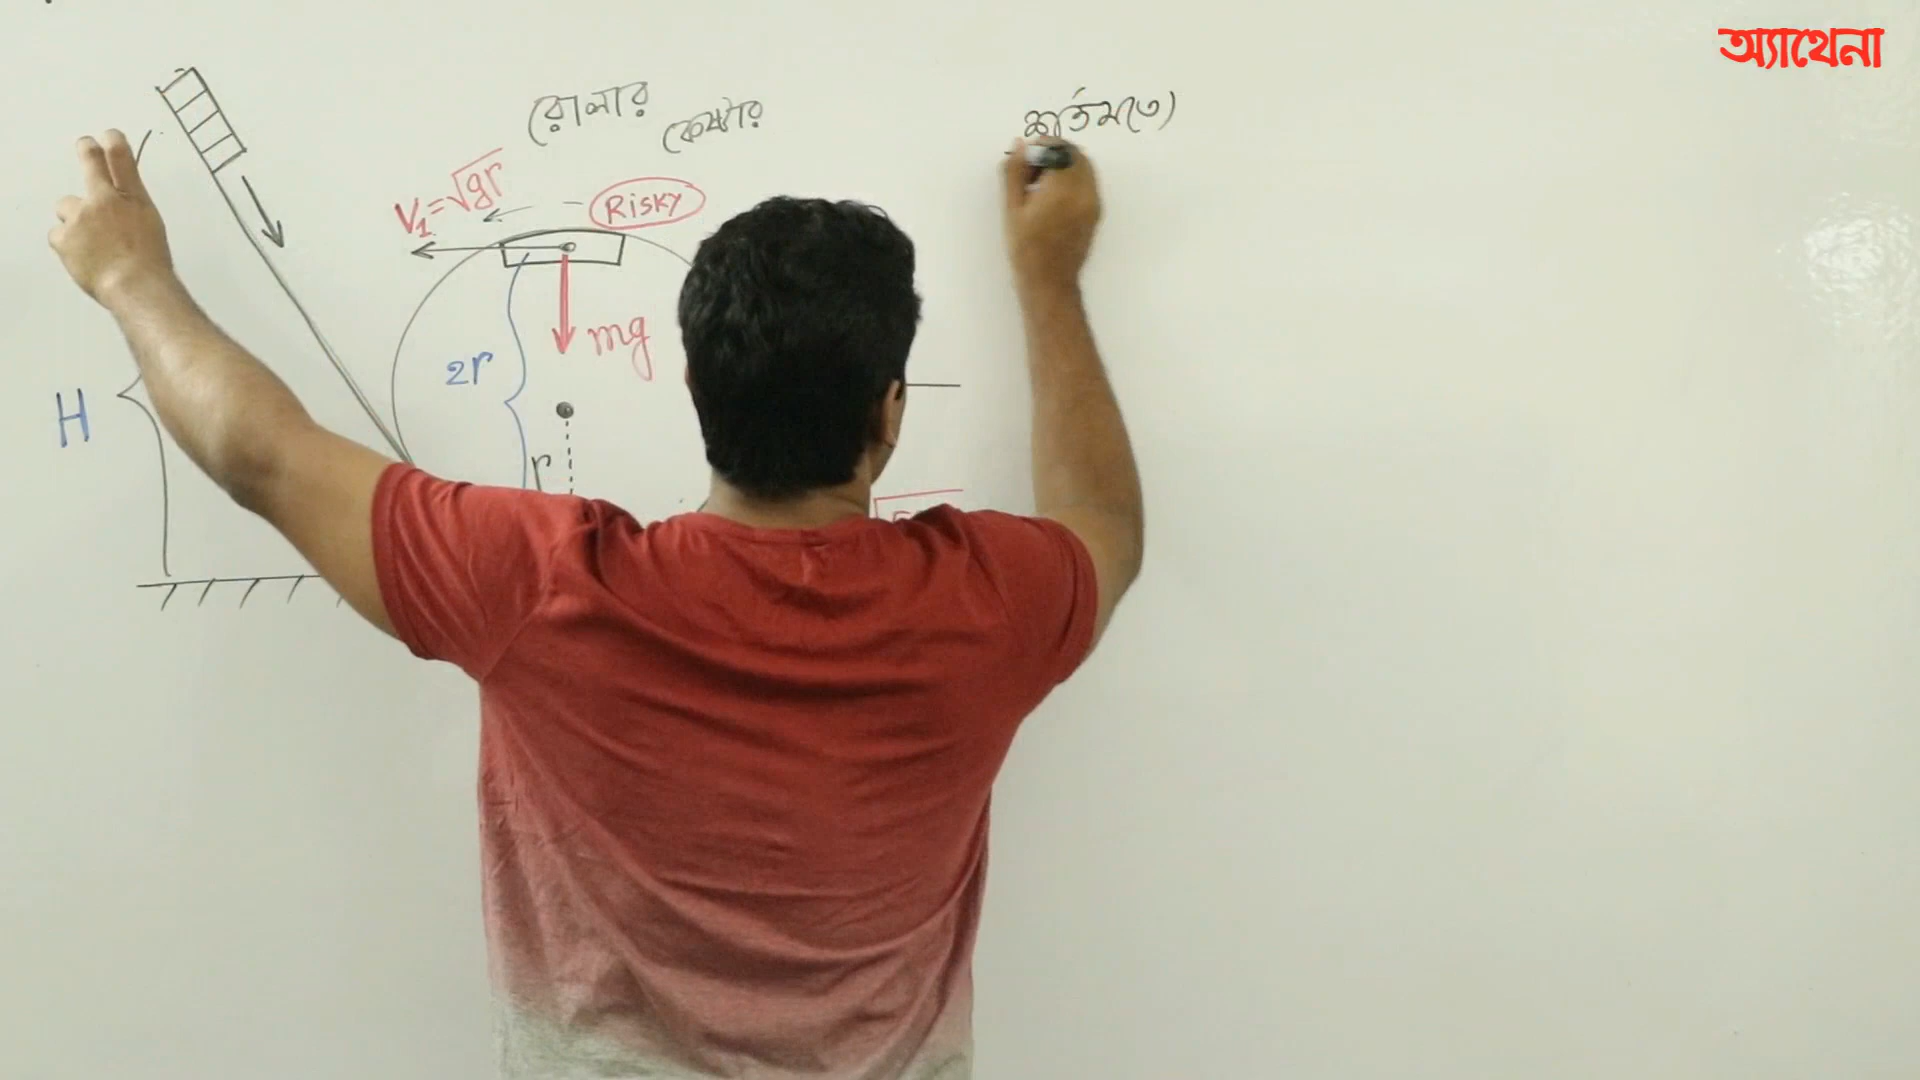 অ্যাথেনা
রোলার কোস্টার
শর্তমতে,
V₁=√gr
Risky
mg
2r
H
r